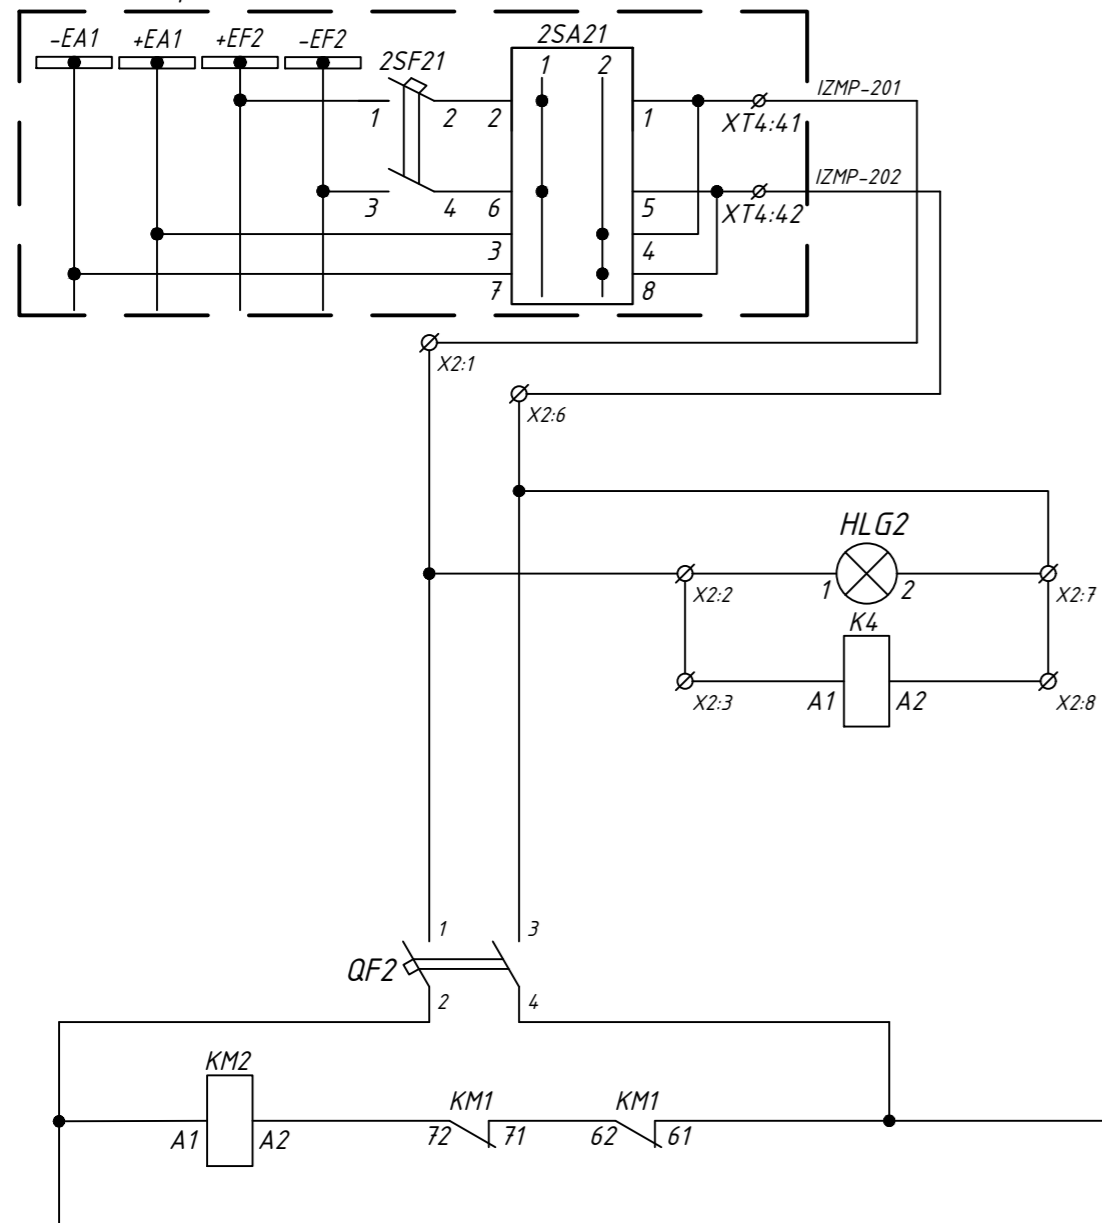 -EA1 +EA1 +EF2 -EF2 2SF21 2SA21
1 2
IZMP-201
1 2 2 1 XT4:41
IZMP-202
3 4 6 5 XT4:42
3 4
7 8
X2:1
X2:6
HLG2
1 2
X2:2 X2:7
K4
X2:3 A1 A2 X2:8
1 3
QF2
2 4
KM2
KM1 KM1
A1 A2 72 71 62 61